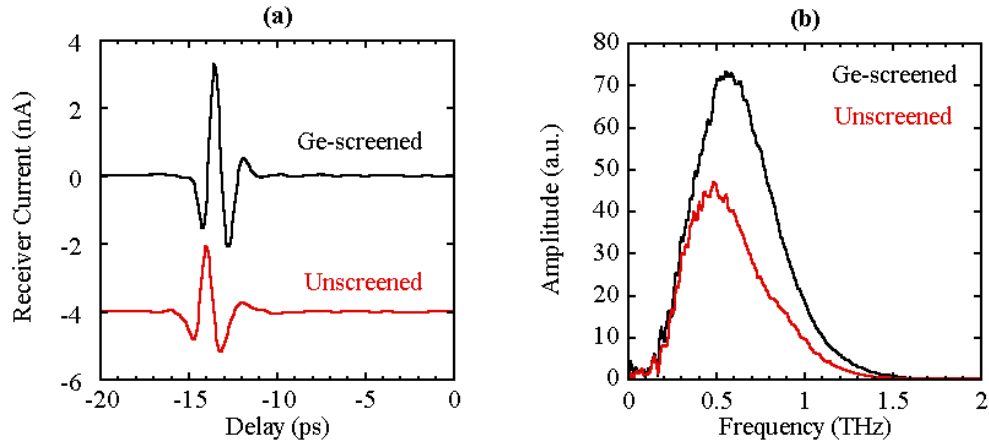 (a)
4
2
0
-2
-4
-6
Receiver Current (nA)
Ge-screened
Unscreened
-20
-15
-10
-5
0
Delay (ps)
(b)
80
70
60
50
40
30
20
10
0
Amplitude (a.u.)
Ge-screened
Unscreened
0
0.5
1
1.5
2
Frequency (THz)